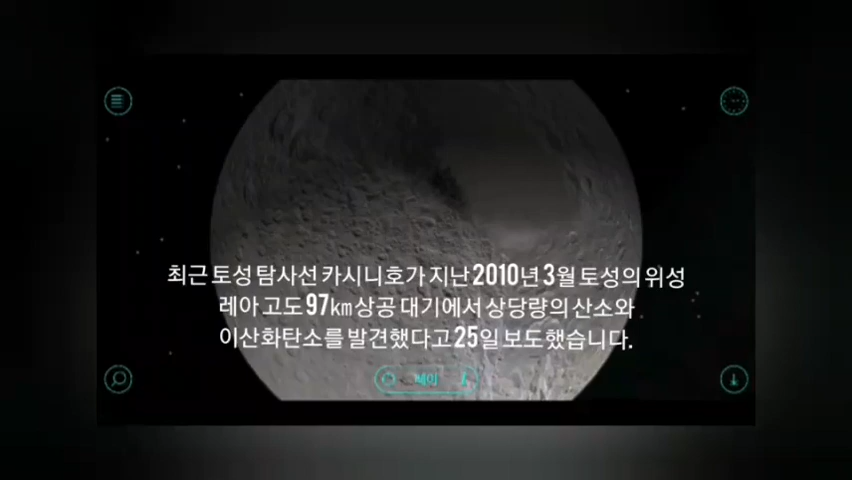 최근 토성 탐사선 카시니호가 지난 2010년 3월 토성의 위성
레아 고도 97km 상공 대기에서 상당량의 산소와
이산화탄소를 발견했다고 25일 보도했습니다.